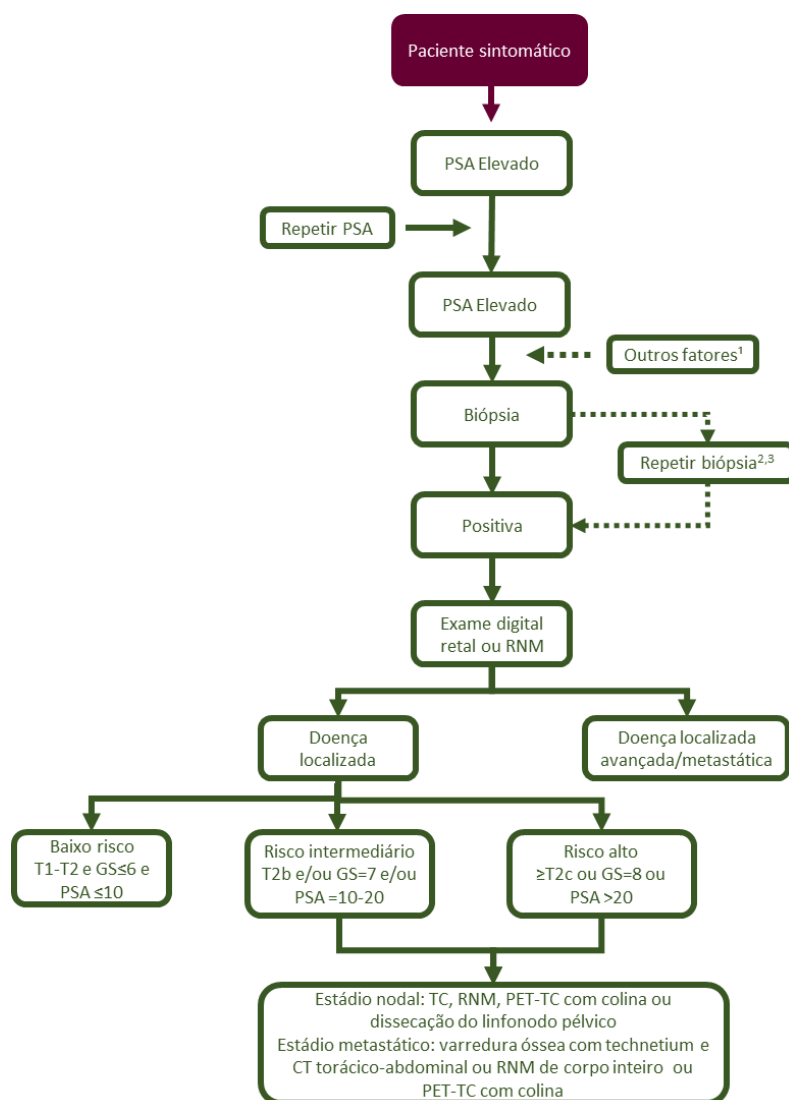 Paciente sintomático
PSA Elevado
Repetir PSA
PSA Elevado
Outros fatores¹
Biópsia
Repetir biópsia²,³
Positiva
Exame digital
retal ou RNM
Doença
localizada
Doença localizada
avançada/metastática
Baixo risco
T1-T2 e GS≤6 e
PSA ≤10
Risco intermediário
T2b e/ou GS=7 e/ou
PSA =10-20
Risco alto
≥T2c ou GS=8 ou
PSA >20
Estádio nodal: TC, RNM, PET-TC com colina ou
dissecação do linfonodo pélvico
Estádio metastático: varredura óssea com technetium e
CT torácico-abdominal ou RNM de corpo inteiro ou
PET-TC com colina